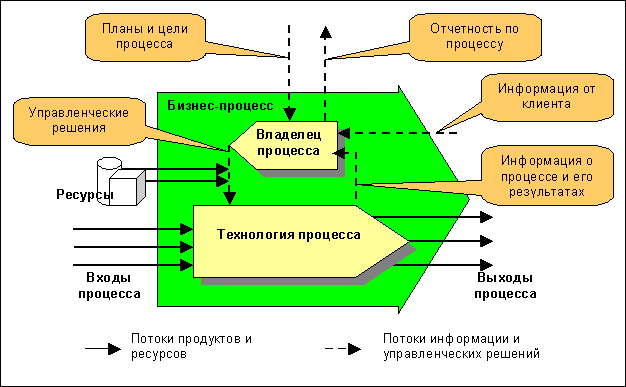 Планы и цели
процесса
Отчетность по
процессу
Бизнес-процесс
Информация от
клиента
Управленческие
решения
Владелец
процесса
Информация о
процессе и его
результатах
Ресурсы
Технология процесса
Входы
процесса
Выходы
процесса
Потоки продуктов и
ресурсов
Потоки информации и
управленческих решений